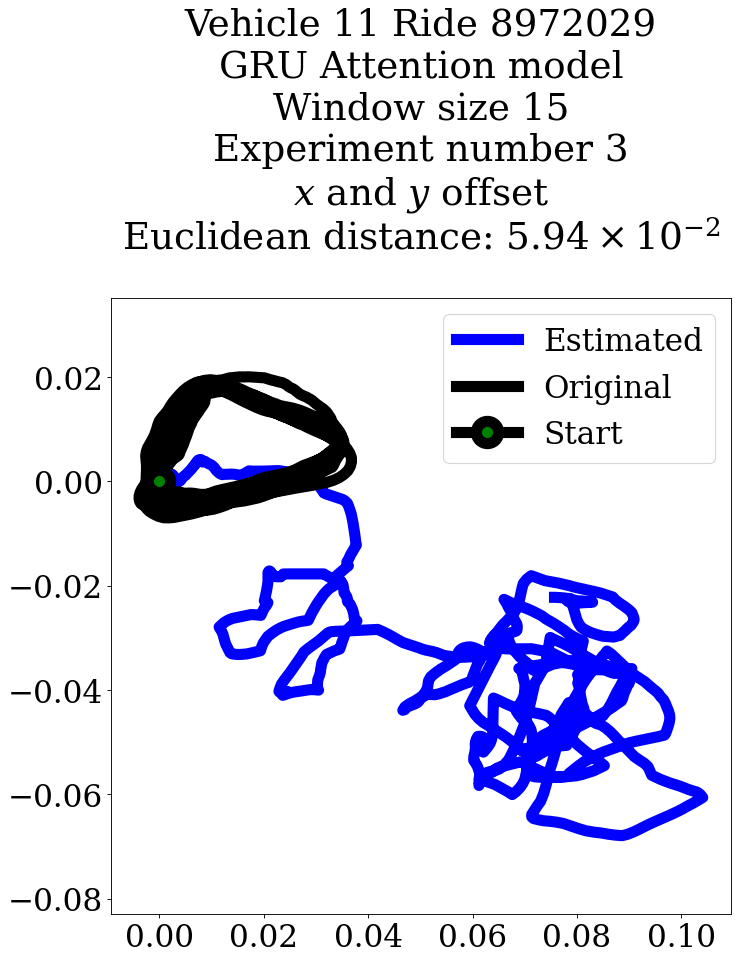 Vehicle 11 Ride 8972029
GRU Attention model
Window size 15
Experiment number 3
x and y offset
Euclidean distance: 5.94 × 10⁻²
Estimated
Original
Start
0.02
0.00
−0.02
−0.04
−0.06
−0.08
0.00 0.02 0.04 0.06 0.08 0.10